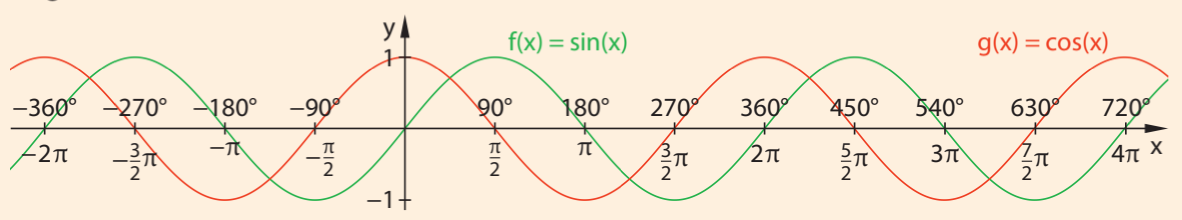 y
f(x) = sin(x) g(x) = cos(x)
1
−360° −270° −180° −90° 90° 180° 270° 360° 450° 540° 630° 720°
−2π −3/2π −π −π/2 π/2 π 3/2π 2π 5/2π 3π 7/2π 4π x
−1